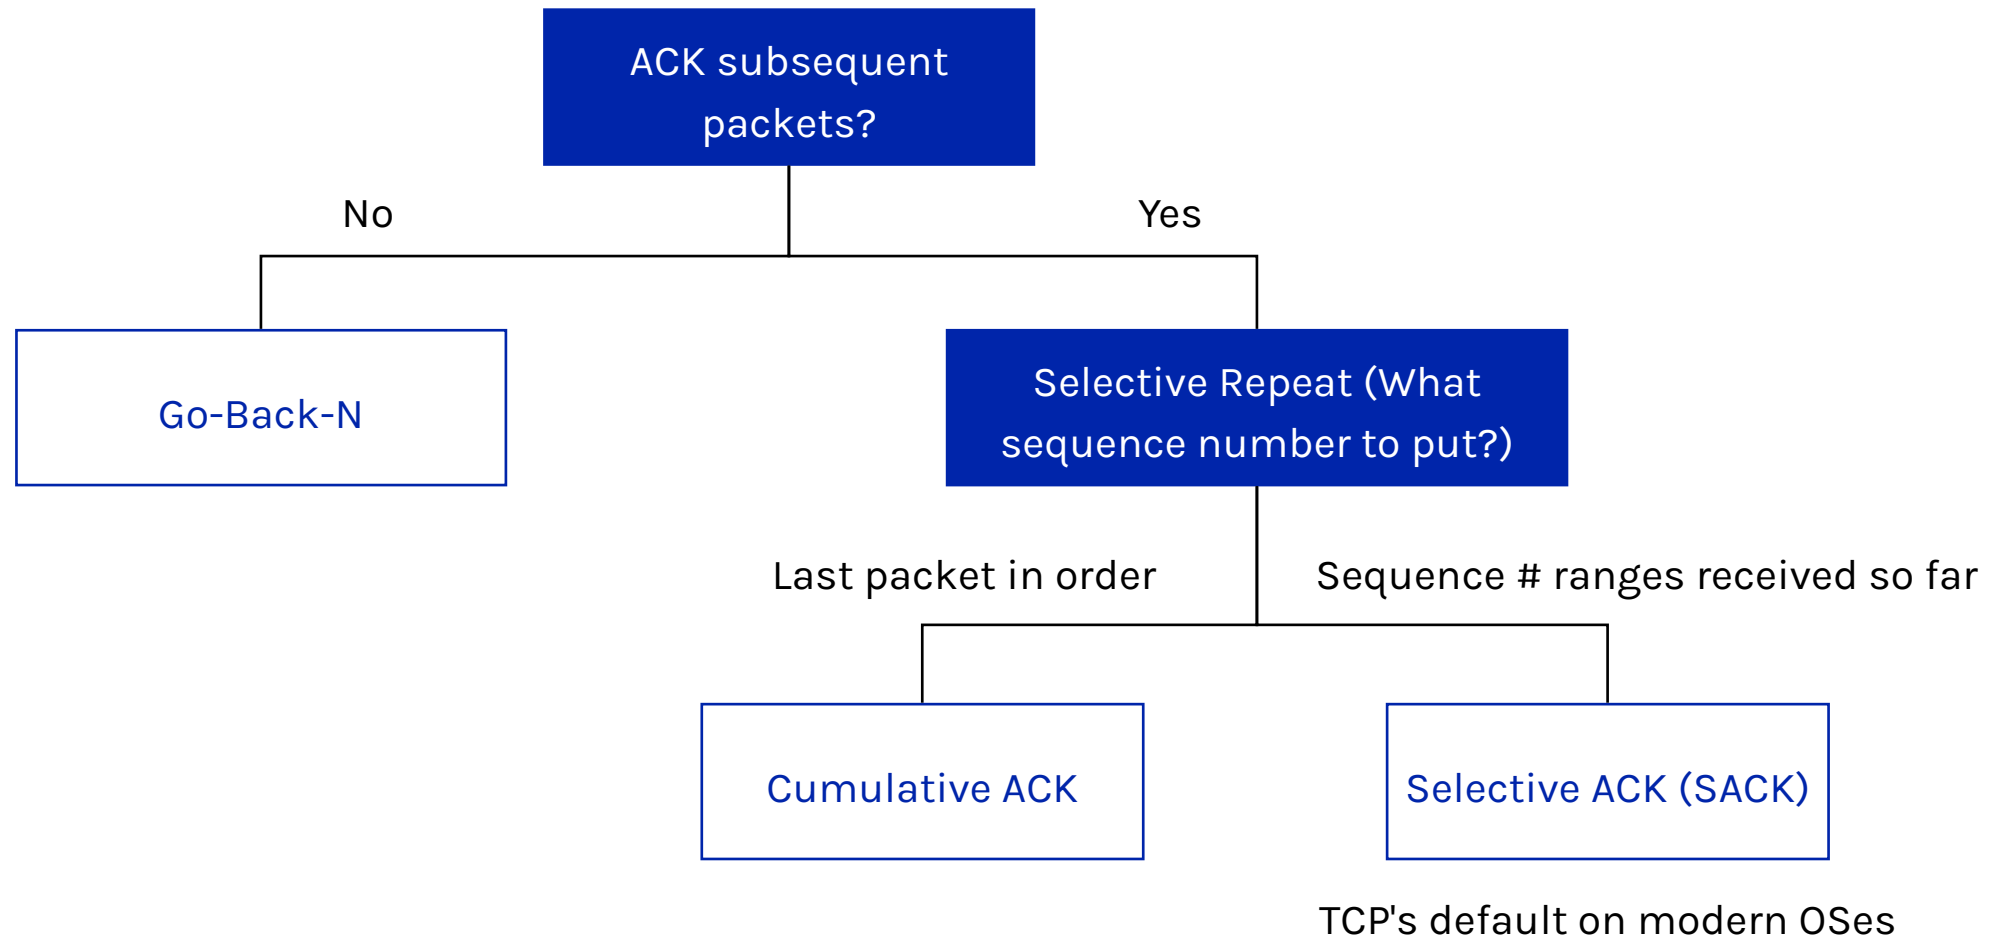 ACK subsequent
packets?
No
Yes
Go-Back-N
Selective Repeat (What
sequence number to put?)
Last packet in order
Sequence # ranges received so far
Cumulative ACK
Selective ACK (SACK)
TCP's default on modern OSes